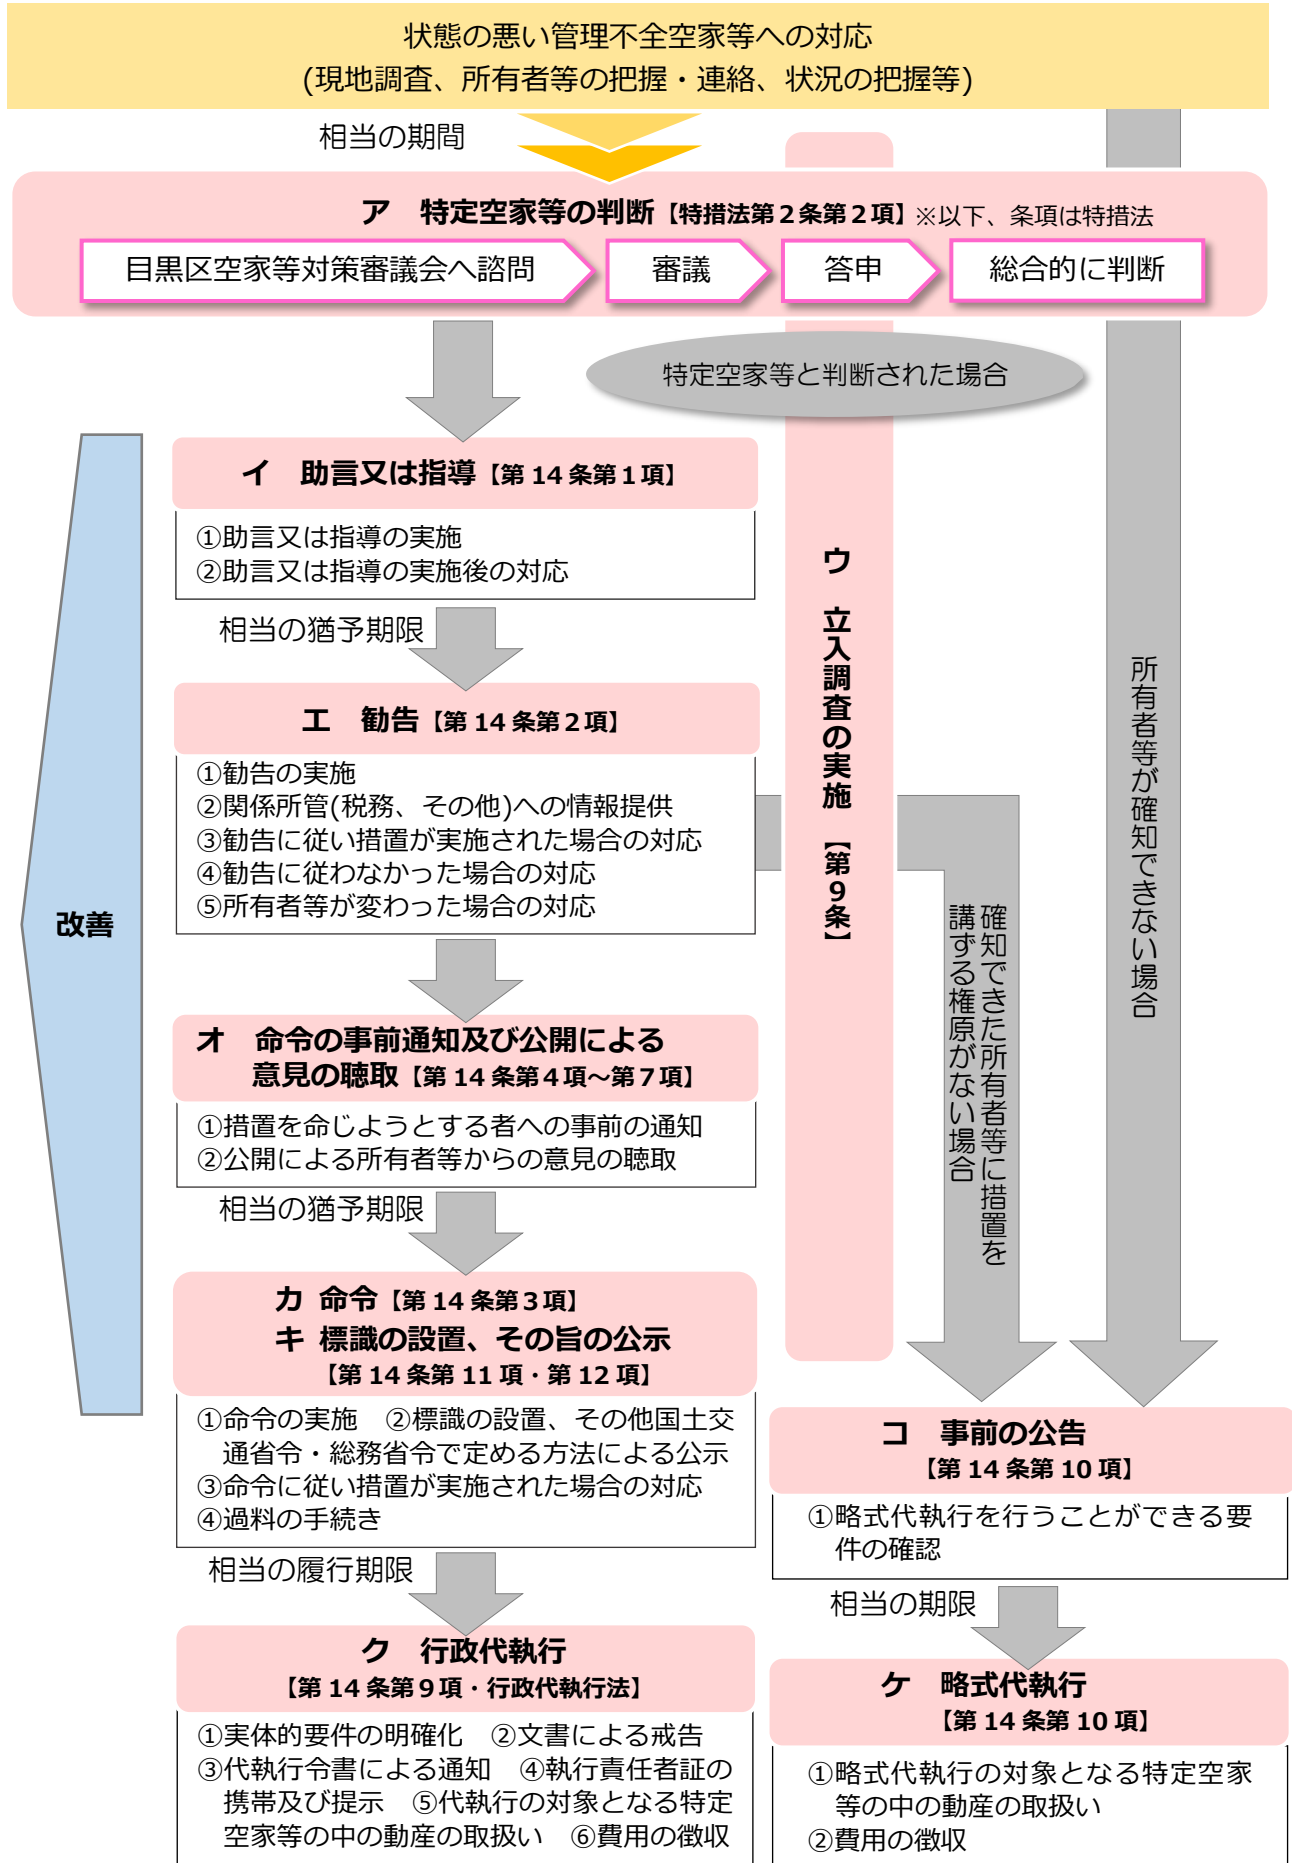 状態の悪い管理不全空家等への対応
(現地調査、所有者等の把握・連絡、状況の把握等)
相当の期間
ア　特定空家等の判断【特措法第２条第２項】※以下、条項は特措法
目黒区空家等対策審議会へ諮問
審議
答申
総合的に判断
特定空家等と判断された場合
イ　助言又は指導【第 14 条第１項】
①助言又は指導の実施
②助言又は指導の実施後の対応
相当の猶予期限
エ　勧告【第 14 条第２項】
①勧告の実施
②関係所管(税務、その他)への情報提供
③勧告に従い措置が実施された場合の対応
④勧告に従わなかった場合の対応
⑤所有者等が変わった場合の対応
改善
ウ　立入調査の実施　【第９条】
確知できた所有者等に措置を
講ずる権原がない場合
所有者等が確知できない場合
オ　命令の事前通知及び公開による
意見の聴取【第 14 条第４項～第７項】
①措置を命じようとする者への事前の通知
②公開による所有者等からの意見の聴取
相当の猶予期限
カ 命令【第 14 条第３項】
キ 標識の設置、その旨の公示
【第 14 条第 11 項・第 12 項】
①命令の実施　②標識の設置、その他国土交
通省令・総務省令で定める方法による公示
③命令に従い措置が実施された場合の対応
④過料の手続き
相当の履行期限
ク　行政代執行
【第 14 条第９項・行政代執行法】
①実体的要件の明確化　②文書による戒告
③代執行令書による通知　④執行責任者証の
携帯及び提示　⑤代執行の対象となる特定
空家等の中の動産の取扱い　⑥費用の徴収
コ　事前の公告
【第 14 条第 10 項】
①略式代執行を行うことができる要
件の確認
相当の期限
ケ　略式代執行
【第 14 条第 10 項】
①略式代執行の対象となる特定空家
等の中の動産の取扱い
②費用の徴収